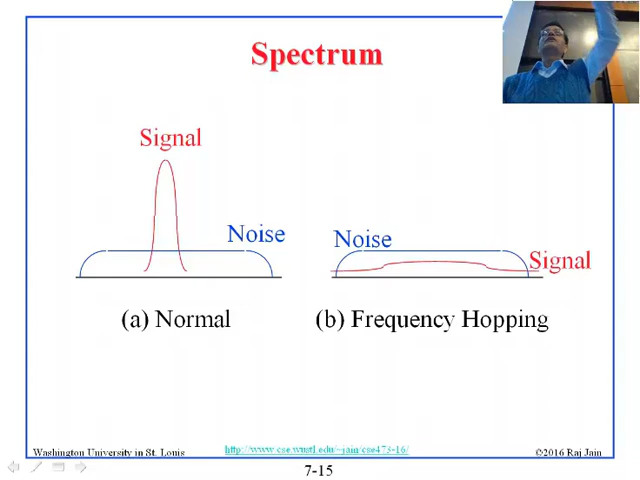 Spectrum
Signal
Noise
Noise
Signal
(a) Normal
(b) Frequency Hopping
Washington University in St. Louis
http://www.cse.wustl.edu/~jain/cse473-16/
©2016 Raj Jain
7-15